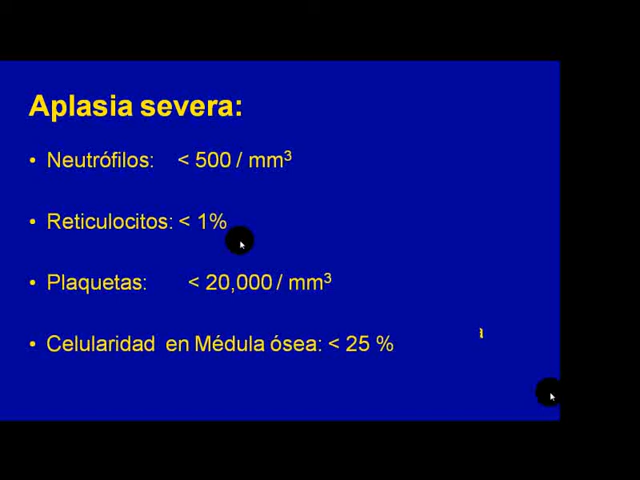 Aplasia severa:
• Neutrófilos: < 500 / mm³
• Reticulocitos: < 1%
• Plaquetas: < 20,000 / mm³
• Celularidad en Médula ósea: < 25 %